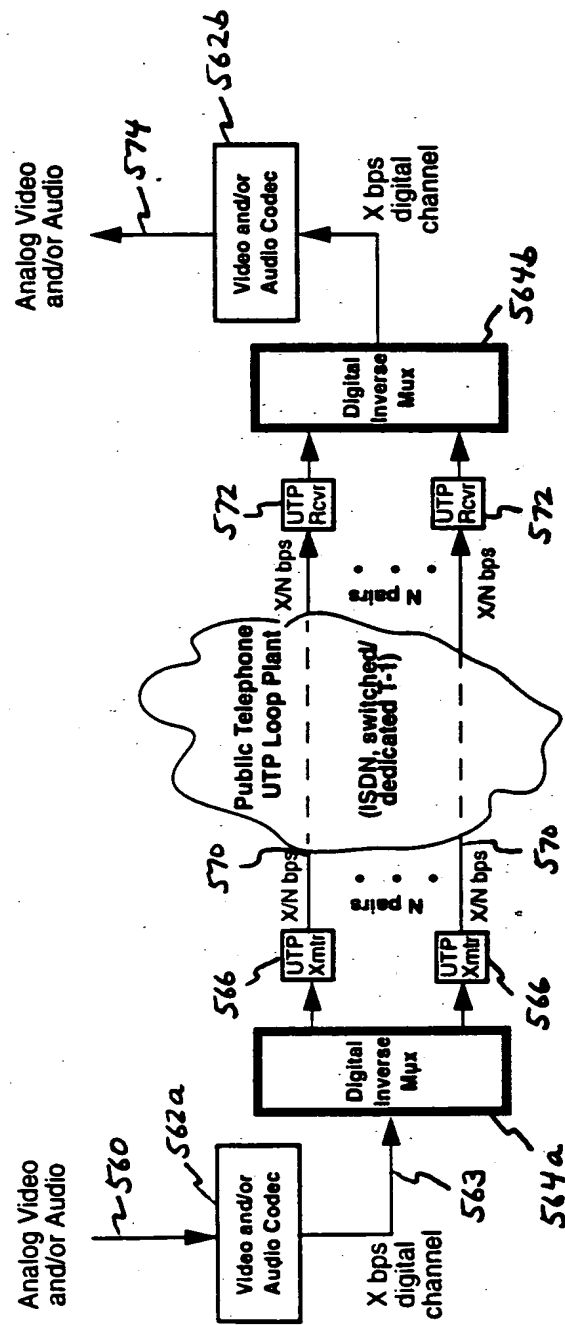 Analog Video
and/or Audio
560
562a
Video and/or
Audio Codec
X bps
digital
channel
563
Digital
Inverse
Mux
564a
UTP
Xmtr
566
UTP
Xmtr
566
X/N bps
570
N pairs
X/N bps
570
Public Telephone
UTP Loop Plant
(ISDN, switched/
dedicated T-1)
X/N bps
N pairs
X/N bps
572
UTP
Rcvr
UTP
Rcvr
572
Digital
Inverse
Mux
564b
X bps
digital
channel
Video and/or
Audio Codec
562b
574
Analog Video
and/or Audio